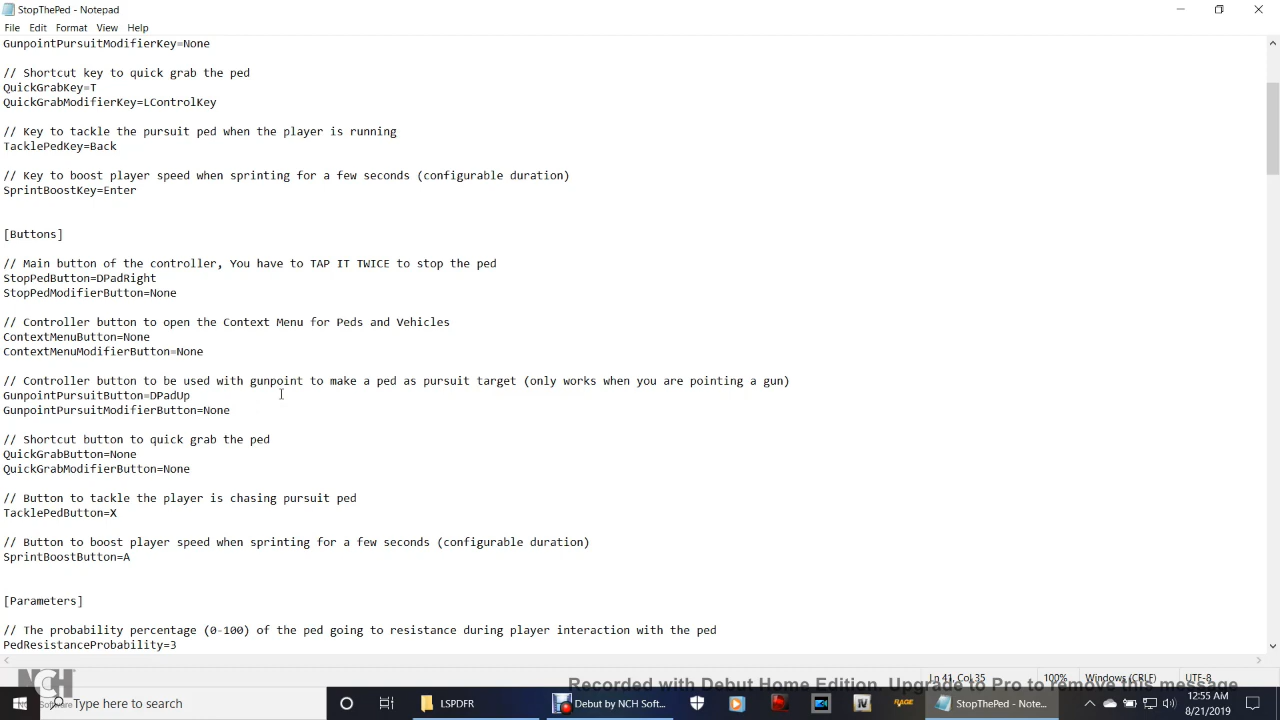 StopThePed - Notepad
File Edit Format View Help
GunpointPursuitModifierKey=None
// Shortcut key to quick grab the ped
QuickGrabKey=T
QuickGrabModifierKey=LControlKey
// Key to tackle the pursuit ped when the player is running
TacklePedKey=Back
// Key to boost player speed when sprinting for a few seconds (configurable duration)
SprintBoostKey=Enter
[Buttons]
// Main button of the controller, You have to TAP IT TWICE to stop the ped
StopPedButton=DPadRight
StopPedModifierButton=None
// Controller button to open the Context Menu for Peds and Vehicles
ContextMenuButton=None
ContextMenuModifierButton=None
// Controller button to be used with gunpoint to make a ped as pursuit target (only works when you are pointing a gun)
GunpointPursuitButton=DPadUp
GunpointPursuitModifierButton=None
// Shortcut button to quick grab the ped
QuickGrabButton=None
QuickGrabModifierButton=None
// Button to tackle the player is chasing pursuit ped
TacklePedButton=X
// Button to boost player speed when sprinting for a few seconds (configurable duration)
SprintBoostButton=A
[Parameters]
// The probability percentage (0-100) of the ped going to resistance during player interaction with the ped
PedResistanceProbability=3
Ln 41, Col 35 100% Windows (CRLF) UTF-8
Recorded with Debut Home Edition. Upgrade to Pro to remove this message
NCH Software
Type here to search
LSPDFR
Debut by NCH Soft...
IV
RAGE
StopThePed - Note...
12:55 AM
8/21/2019